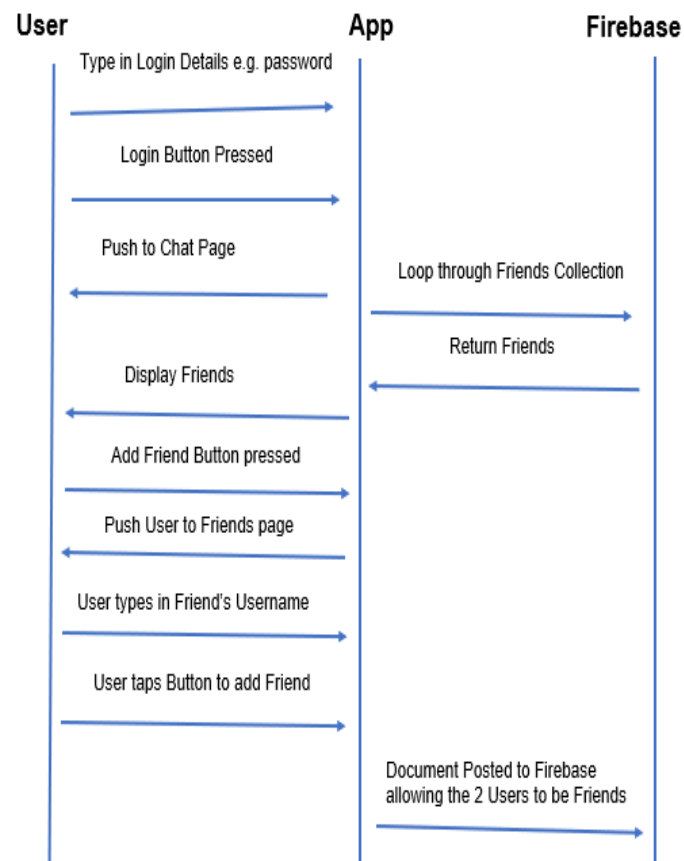 User
App
Firebase
Type in Login Details e.g. password
Login Button Pressed
Push to Chat Page
Loop through Friends Collection
Return Friends
Display Friends
Add Friend Button pressed
Push User to Friends page
User types in Friend's Username
User taps Button to add Friend
Document Posted to Firebase
allowing the 2 Users to be Friends